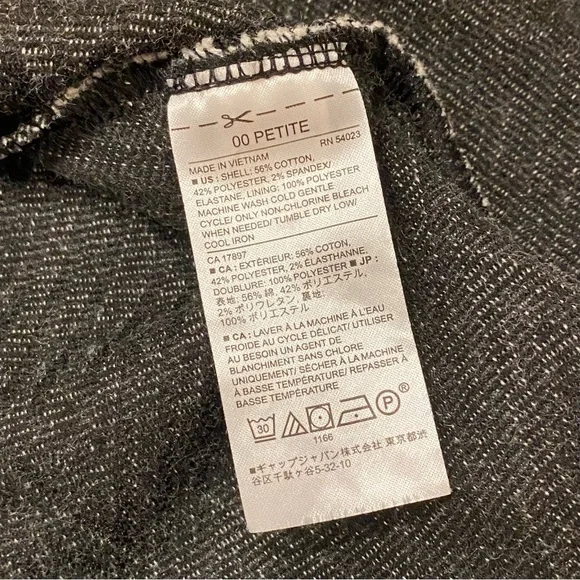 00 PETITE
RN 54023
MADE IN VIETNAM
■ US : SHELL: 56% COTTON,
42% POLYESTER, 2% SPANDEX/
ELASTANE, LINING: 100% POLYESTER
MACHINE WASH COLD GENTLE
CYCLE/ ONLY NON-CHLORINE BLEACH
WHEN NEEDED/ TUMBLE DRY LOW/
COOL IRON
CA 17897
■ CA : EXTÉRIEUR: 56% COTON,
42% POLYESTER, 2% ÉLASTHANNE,
DOUBLURE: 100% POLYESTER ■ JP :
表地: 56% 綿, 42% ポリエステル,
2% ポリウレタン, 裏地:
100% ポリエステル
■ CA : LAVER À LA MACHINE À L'EAU
FROIDE AU CYCLE DÉLICAT/ UTILISER
AU BESOIN UN AGENT DE
BLANCHIMENT SANS CHLORE
UNIQUEMENT/ SÉCHER À LA MACHINE
À BASSE TEMPÉRATURE/ REPASSER À
BASSE TEMPÉRATURE
30 P ®
1166
■ギャップジャパン株式会社 東京都渋
谷区千駄ヶ谷5-32-10